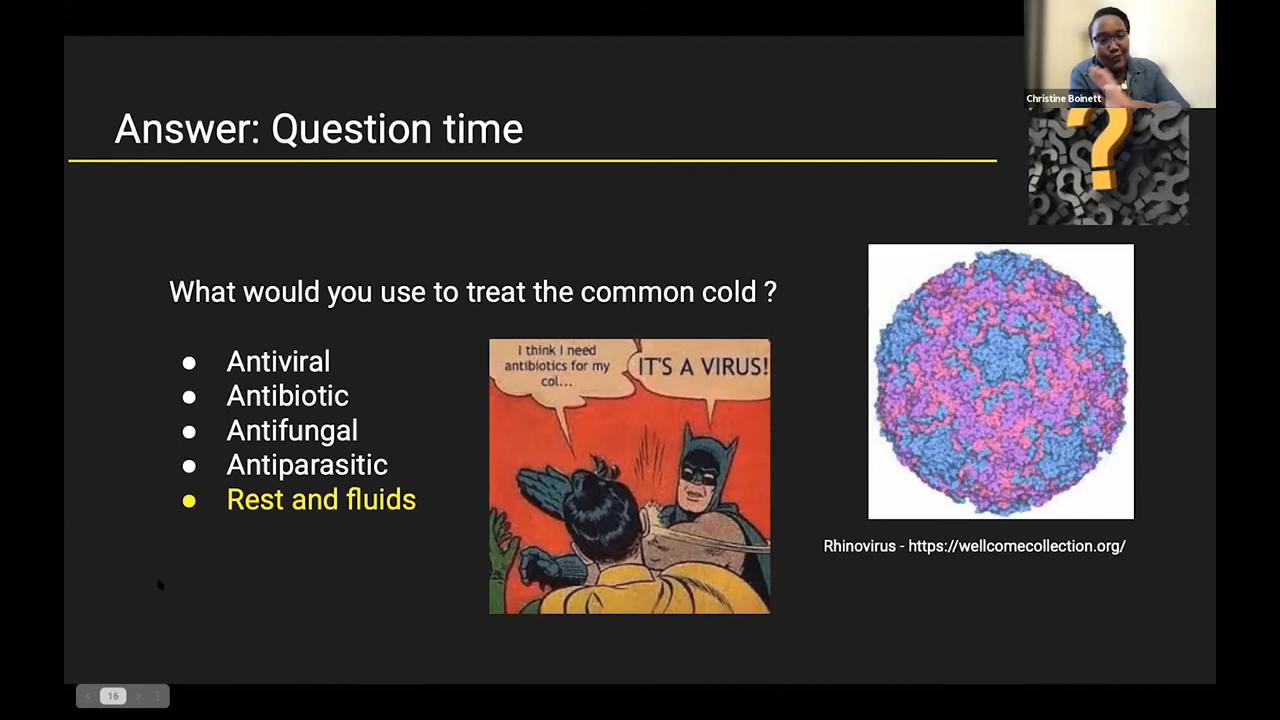 Christine Boinett
Answer: Question time
?
What would you use to treat the common cold ?
● Antiviral
● Antibiotic
● Antifungal
● Antiparasitic
● Rest and fluids
I think I need
antibiotics for my
col...
IT'S A VIRUS!
Rhinovirus - https://wellcomecollection.org/
16